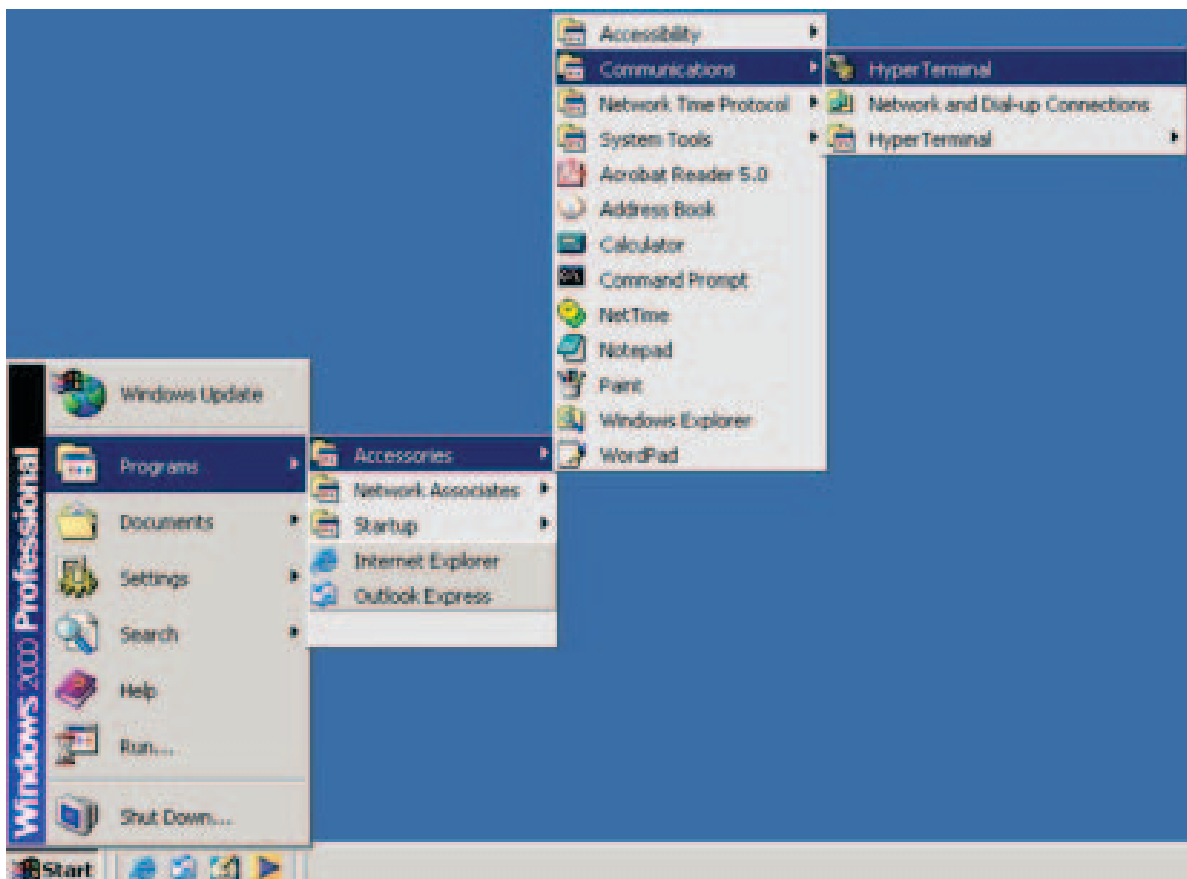 Accessibility
Communications
Network Time Protocol
System Tools
Acrobat Reader 5.0
Address Book
Calculator
Command Prompt
NetTime
Notepad
Paint
Windows Explorer
WordPad
HyperTerminal
Network and Dial-up Connections
HyperTerminal
Windows Update
Programs
Documents
Settings
Search
Help
Run...
Shut Down...
Accessories
Network Associates
Startup
Internet Explorer
Outlook Express
Windows 2000 Professional
Start